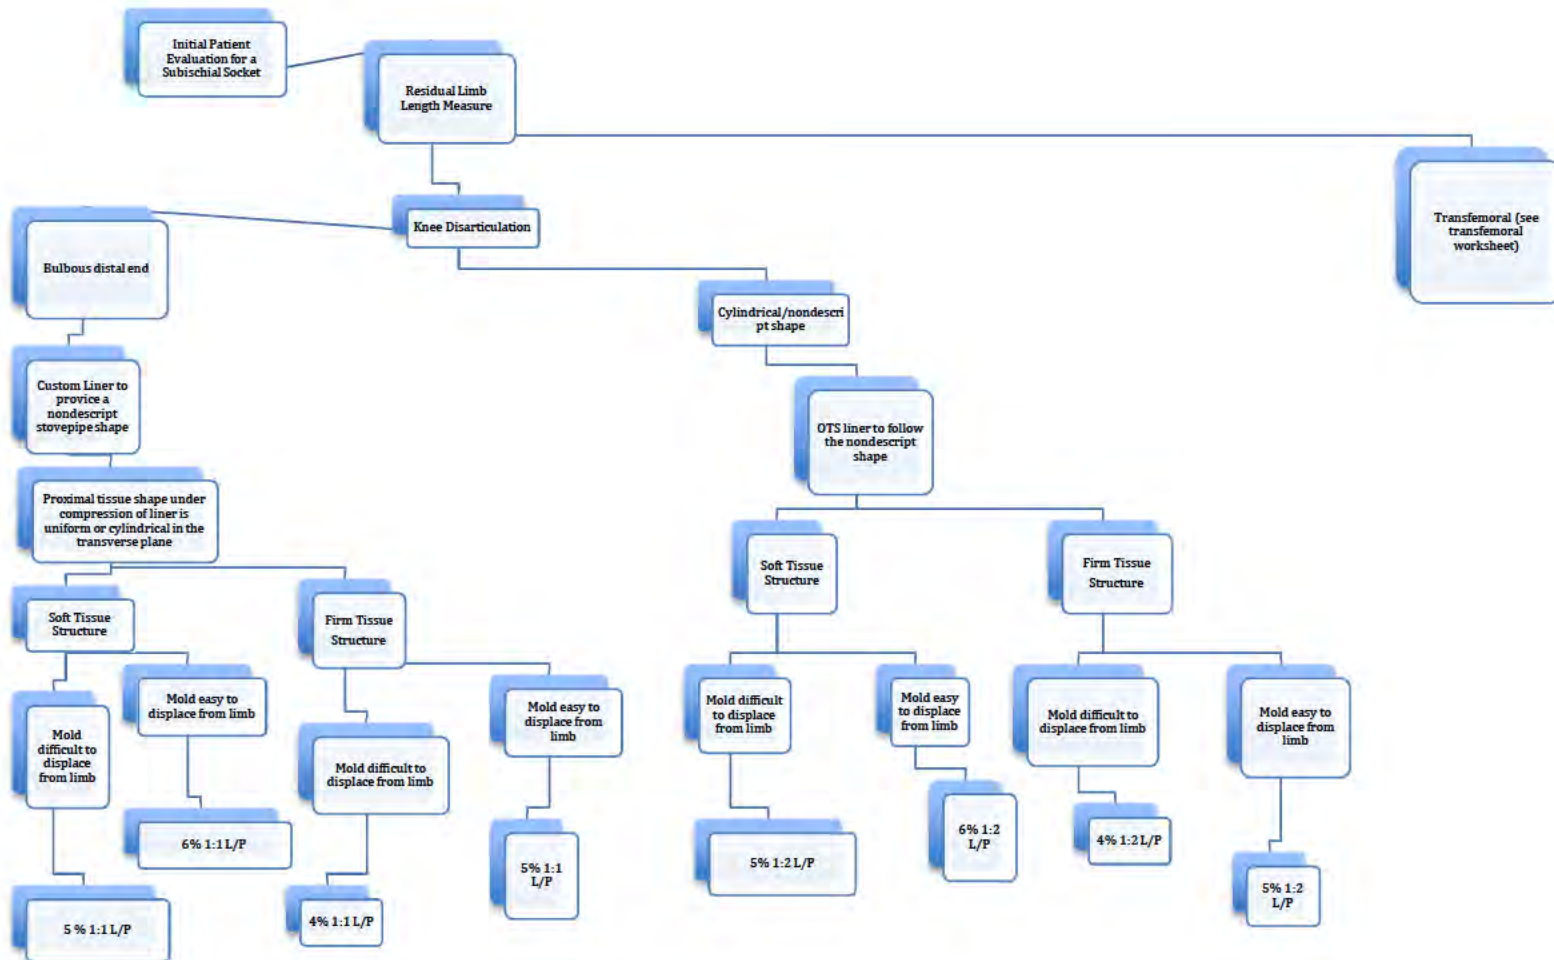 Initial Patient
Evaluation for a
Subischial Socket
Residual Limb
Length Measure
Transfemoral (see
transfemoral
worksheet)
Knee Disarticulation
Bulbous distal end
Cylindrical/nondescri
pt shape
Custom Liner to
provice a
nondescript
stovepipe shape
OTS liner to follow
the nondescript
shape
Proximal tissue shape under
compression of liner is
uniform or cylindrical in the
transverse plane
Soft Tissue
Structure
Firm Tissue
Structure
Soft Tissue
Structure
Firm Tissue
Structure
Mold
difficult to
displace
from limb
Mold easy to
displace from limb
Mold difficult to
displace from limb
Mold easy to
displace from
limb
Mold difficult
to displace
from limb
Mold easy
to displace
from limb
Mold difficult to
displace from limb
Mold easy to
displace from
limb
5 % 1:1 L/P
6% 1:1 L/P
4% 1:1 L/P
5% 1:1
L/P
5% 1:2 L/P
6% 1:2
L/P
4% 1:2 L/P
5% 1:2
L/P